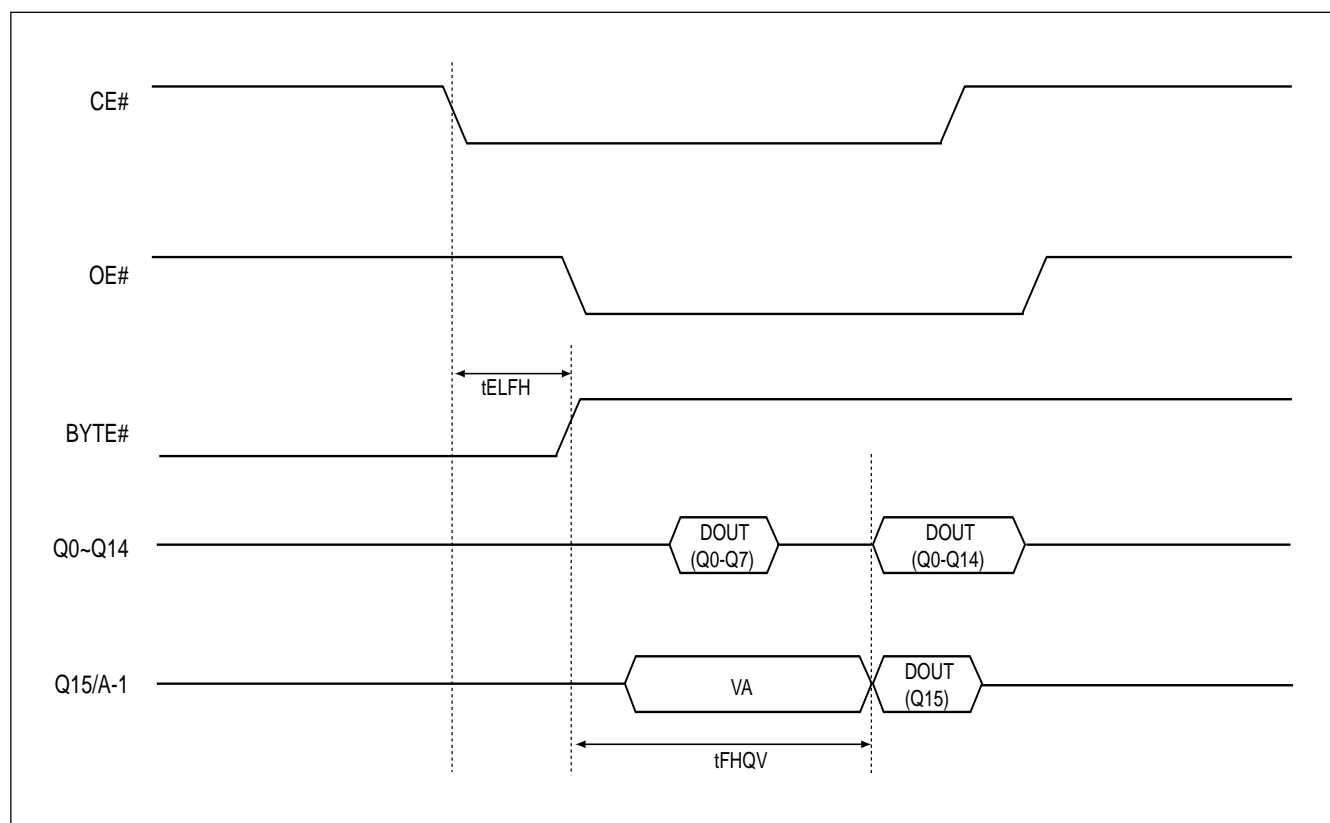 CE#
OE#
tELFH
BYTE#
Q0~Q14
DOUT
(Q0-Q7)
DOUT
(Q0-Q14)
Q15/A-1
VA
DOUT
(Q15)
tFHQV